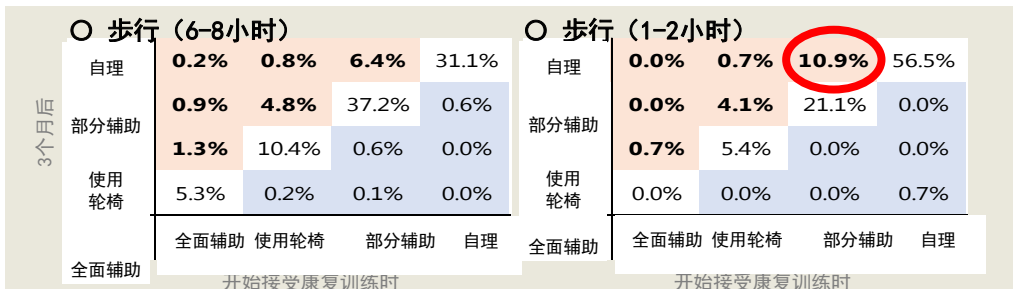 ○ 步行（6-8小时）
自理 0.2% 0.8% 6.4% 31.1%
部分辅助 0.9% 4.8% 37.2% 0.6%
1.3% 10.4% 0.6% 0.0%
使用
轮椅
5.3% 0.2% 0.1% 0.0%
全面辅助 使用轮椅 部分辅助 自理
全面辅助
3个月后
开始接受康复训练时
○ 步行（1-2小时）
自理 0.0% 0.7% 10.9% 56.5%
部分辅助 0.0% 4.1% 21.1% 0.0%
0.7% 5.4% 0.0% 0.0%
使用
轮椅
0.0% 0.0% 0.0% 0.7%
全面辅助 使用轮椅 部分辅助 自理
全面辅助
开始接受康复训练时